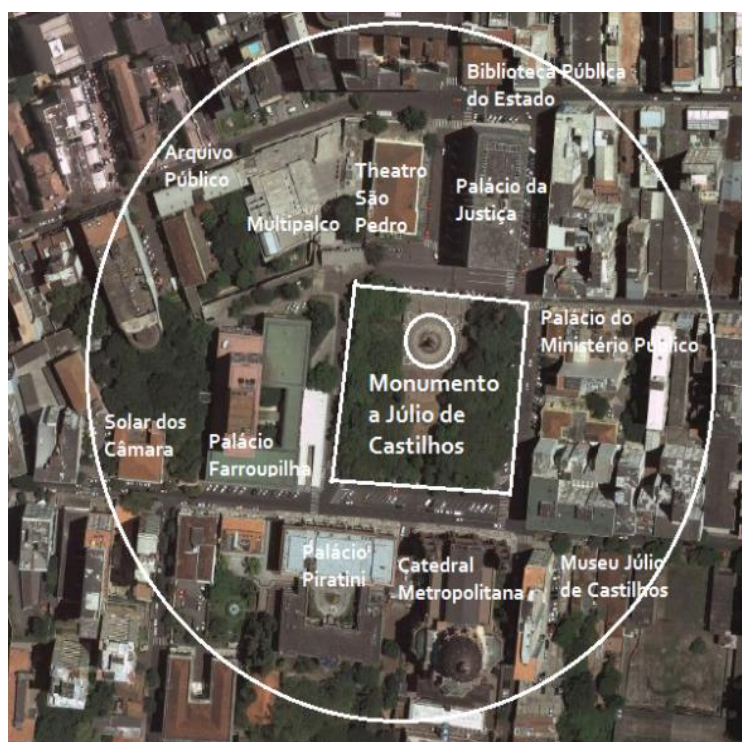 Biblioteca Pública
do Estado
Arquivo
Público
Theatro
São
Pedro
Palácio da
Justiça
Multipalco
Palácio do
Ministério Público
Monumento
a Júlio de
Castilhos
Solar dos
Câmara
Palácio
Farroupilha
Palácio
Piratini
Catedral
Metropolitana
Museu Júlio
de Castilhos